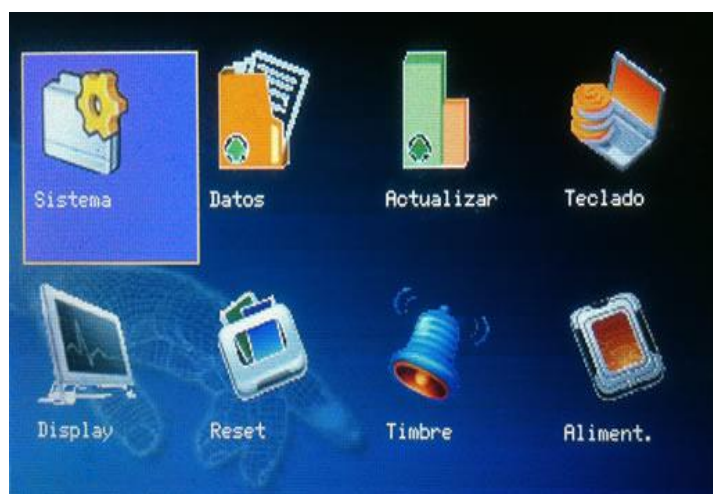 Sistema
Datos
Actualizar
Teclado
Display
Reset
Timbre
Aliment.